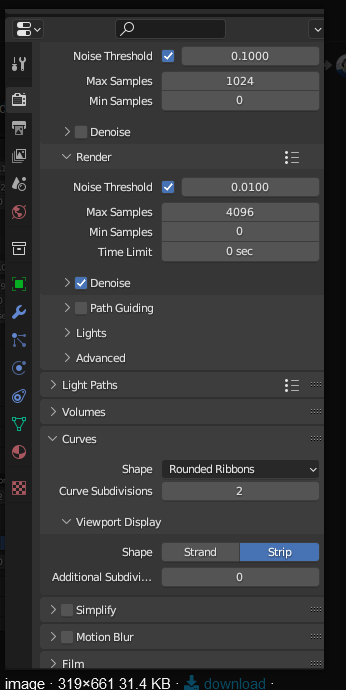 Noise Threshold 0.1000
Max Samples 1024
Min Samples 0
Denoise
Render
Noise Threshold 0.0100
Max Samples 4096
Min Samples 0
Time Limit 0 sec
Denoise
Path Guiding
Lights
Advanced
Light Paths
Volumes
Curves
Shape Rounded Ribbons
Curve Subdivisions 2
Viewport Display
Shape Strand Strip
Additional Subdivi... 0
Simplify
Motion Blur
Film
image · 319×661 31.4 KB · download ·